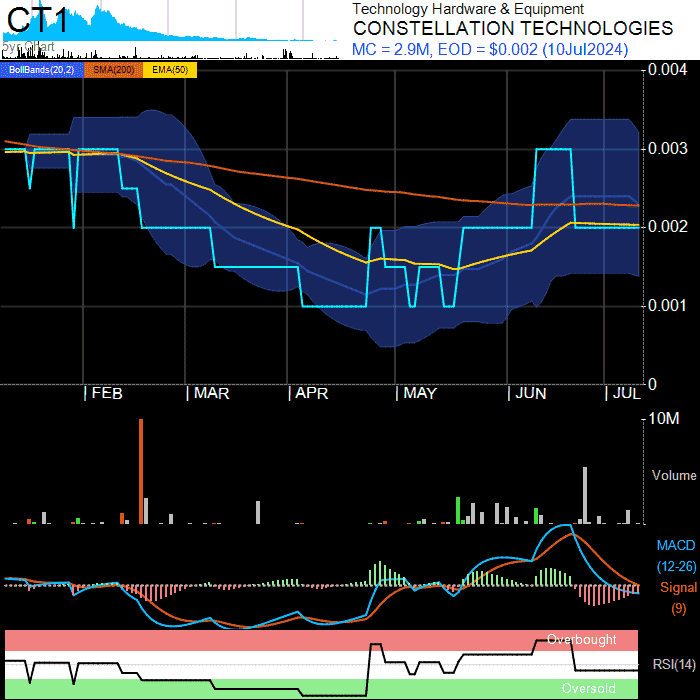 CT1
Technology Hardware & Equipment
CONSTELLATION TECHNOLOGIES
MC = 2.9M, EOD = $0.002 (10Jul2024)
BollBands(20,2) SMA(200) EMA(50)
0.004
0.003
0.002
0.001
0
FEB MAR APR MAY JUN JUL
10M
Volume
MACD
(12-26)
Signal
(9)
Overbought
RSI(14)
Oversold